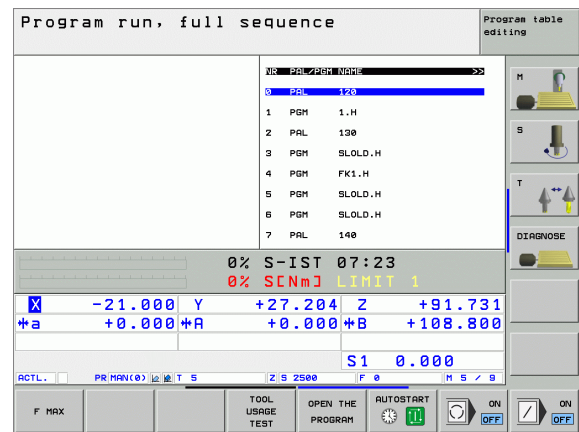 Program run, full sequence
Program table
editing
NR PAL/PGM NAME >>
0 PAL 120
1 PGM 1.H
2 PAL 130
3 PGM SLOLD.H
4 PGM FK1.H
5 PGM SLOLD.H
6 PGM SLOLD.H
7 PAL 140
M
S
T
DIAGNOSE
0% S-IST 07:23
0% S[Nm] LIMIT 1
X -21.000 Y +27.204 Z +91.731
a +0.000 A +0.000 B +108.800
S1 0.000
ACTL. PR MAN(0) T 5 Z S 2500 F 0 M 5 / 9
F MAX
TOOL
USAGE
TEST
OPEN THE
PROGRAM
AUTOSTART
ON
OFF
ON
OFF